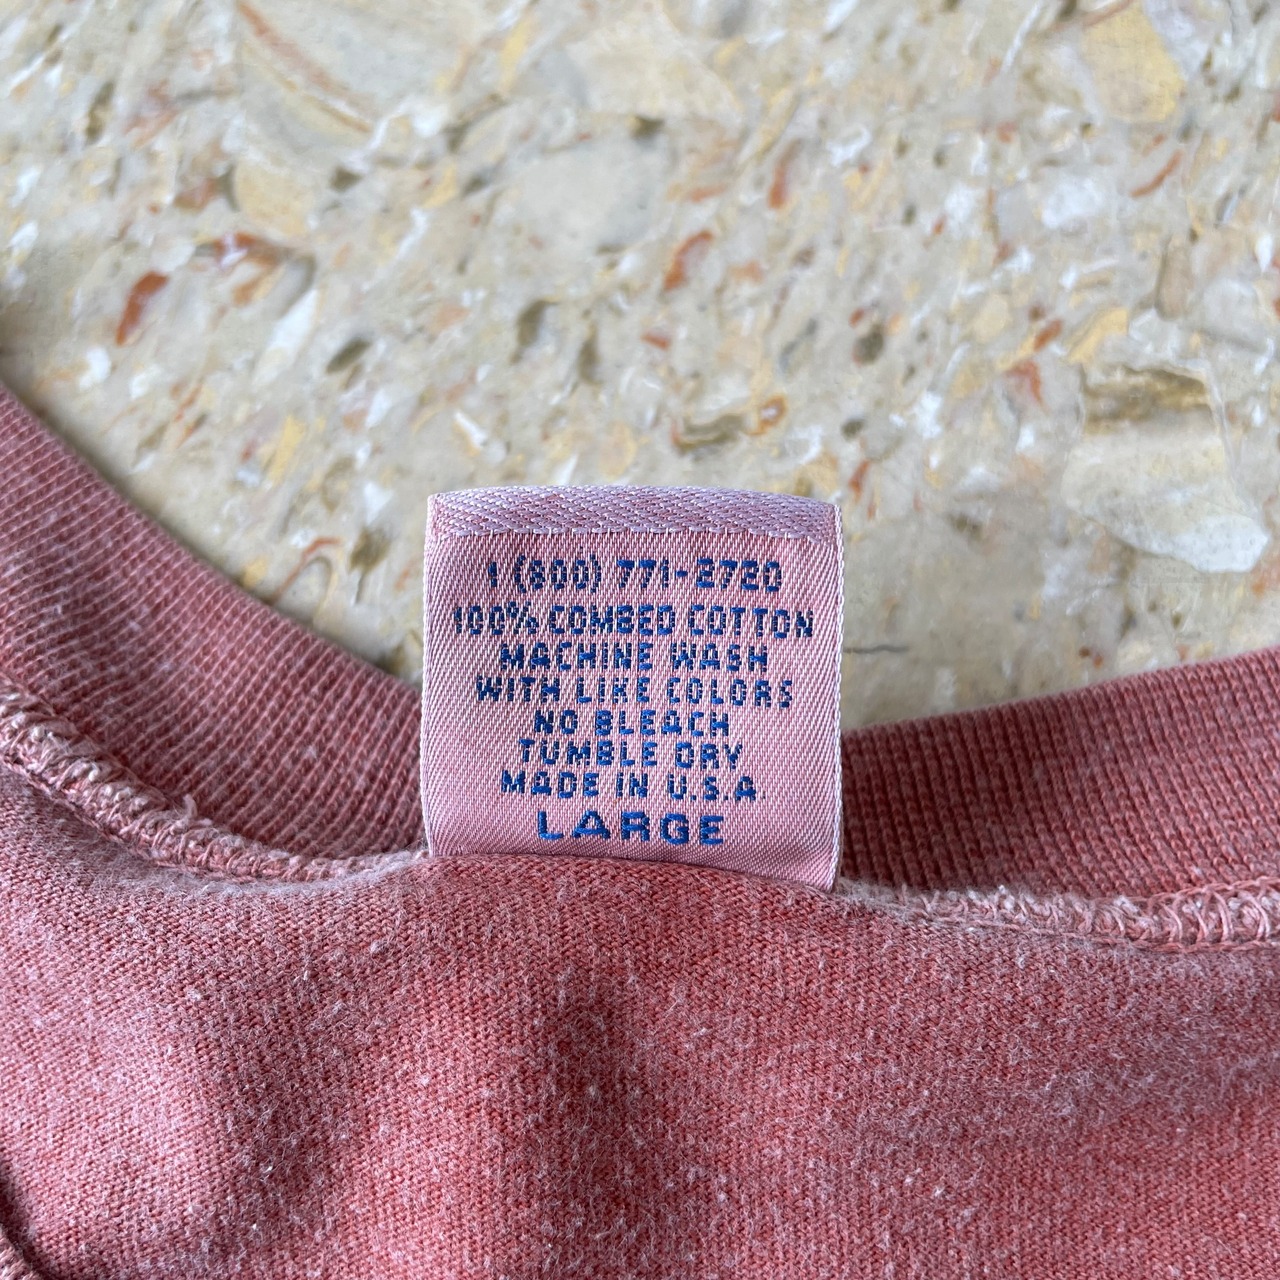 1 (800) 771-2720
100% COMBED COTTON
MACHINE WASH
WITH LIKE COLORS
NO BLEACH
TUMBLE DRY
MADE IN U.S.A.
LARGE